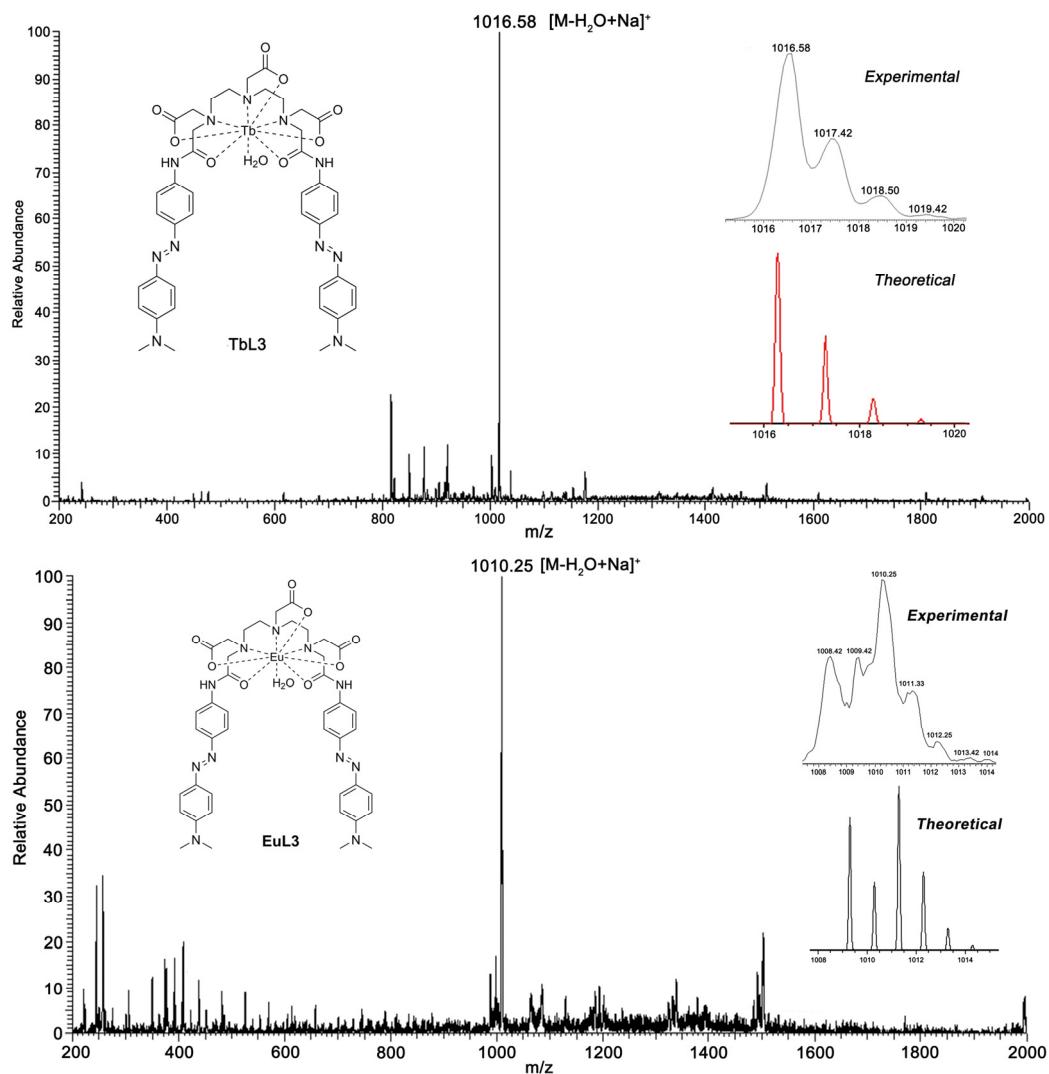 1016.58 [M-H₂O+Na]⁺
100
90
80
70
60
50
40
30
20
10
0
Relative Abundance
200 400 600 800 1000 1200 1400 1600 1800 2000
m/z
O
O
N
O O
N N
O Tb O
O O
NH H₂O HN
N N
N N
N N
TbL3
1016.58
Experimental
1017.42
1018.50
1019.42
1016 1017 1018 1019 1020
Theoretical
1016 1018 1020
1010.25 [M-H₂O+Na]⁺
100
90
80
70
60
50
40
30
20
10
0
Relative Abundance
200 400 600 800 1000 1200 1400 1600 1800 2000
m/z
O
O
N
O O
N N
O Eu O
O O
NH H₂O NH
N N
N N
N N
EuL3
1010.25
Experimental
1008.42 1009.42
1011.33
1012.25
1013.42 1014
1008 1009 1010 1011 1012 1013 1014
Theoretical
1008 1010 1012 1014